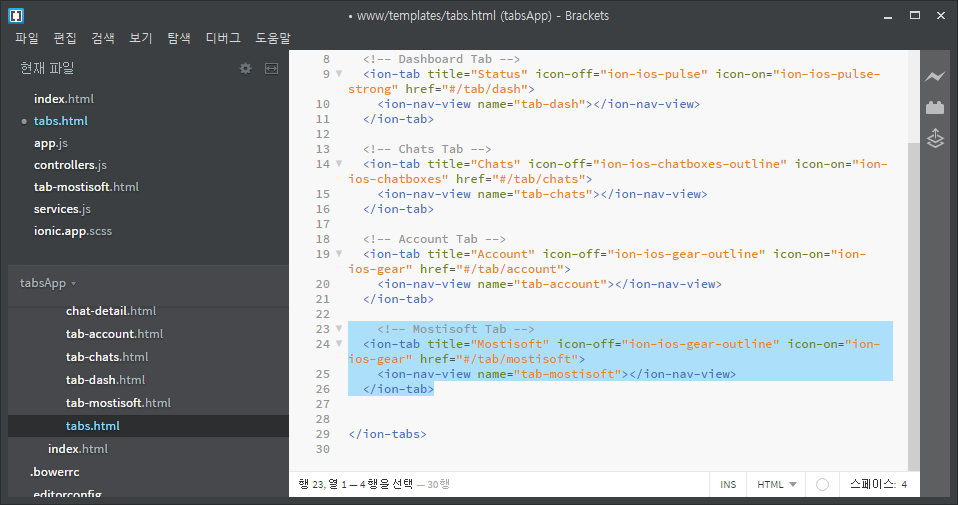 • www/templates/tabs.html (tabsApp) - Brackets
파일 편집 검색 보기 탐색 디버그 도움말
현재 파일
index.html
• tabs.html
app.js
controllers.js
tab-mostisoft.html
services.js
ionic.app.scss
tabsApp
chat-detail.html
tab-account.html
tab-chats.html
tab-dash.html
tab-mostisoft.html
tabs.html
index.html
.bowerrc
.editorconfig
8 <!-- Dashboard Tab -->
9 <ion-tab title="Status" icon-off="ion-ios-pulse" icon-on="ion-ios-pulse-
strong" href="#/tab/dash">
10 <ion-nav-view name="tab-dash"></ion-nav-view>
11 </ion-tab>
12
13 <!-- Chats Tab -->
14 <ion-tab title="Chats" icon-off="ion-ios-chatboxes-outline" icon-on="ion-
ios-chatboxes" href="#/tab/chats">
15 <ion-nav-view name="tab-chats"></ion-nav-view>
16 </ion-tab>
17
18 <!-- Account Tab -->
19 <ion-tab title="Account" icon-off="ion-ios-gear-outline" icon-on="ion-
ios-gear" href="#/tab/account">
20 <ion-nav-view name="tab-account"></ion-nav-view>
21 </ion-tab>
22
23 <!-- Mostisoft Tab -->
24 <ion-tab title="Mostisoft" icon-off="ion-ios-gear-outline" icon-on="ion-
ios-gear" href="#/tab/mostisoft">
25 <ion-nav-view name="tab-mostisoft"></ion-nav-view>
26 </ion-tab>
27
28
29 </ion-tabs>
30
행 23, 열 1 — 4 행을 선택 — 30 행
INS HTML 스페이스: 4